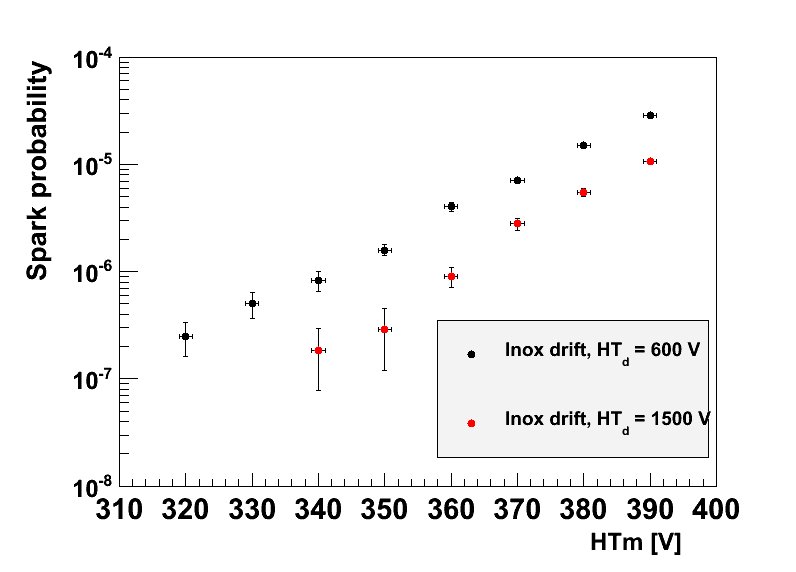 Spark probability
10^-4
10^-5
10^-6
10^-7
10^-8
Inox drift, HT_d = 600 V
Inox drift, HT_d = 1500 V
310 320 330 340 350 360 370 380 390 400
HTm [V]